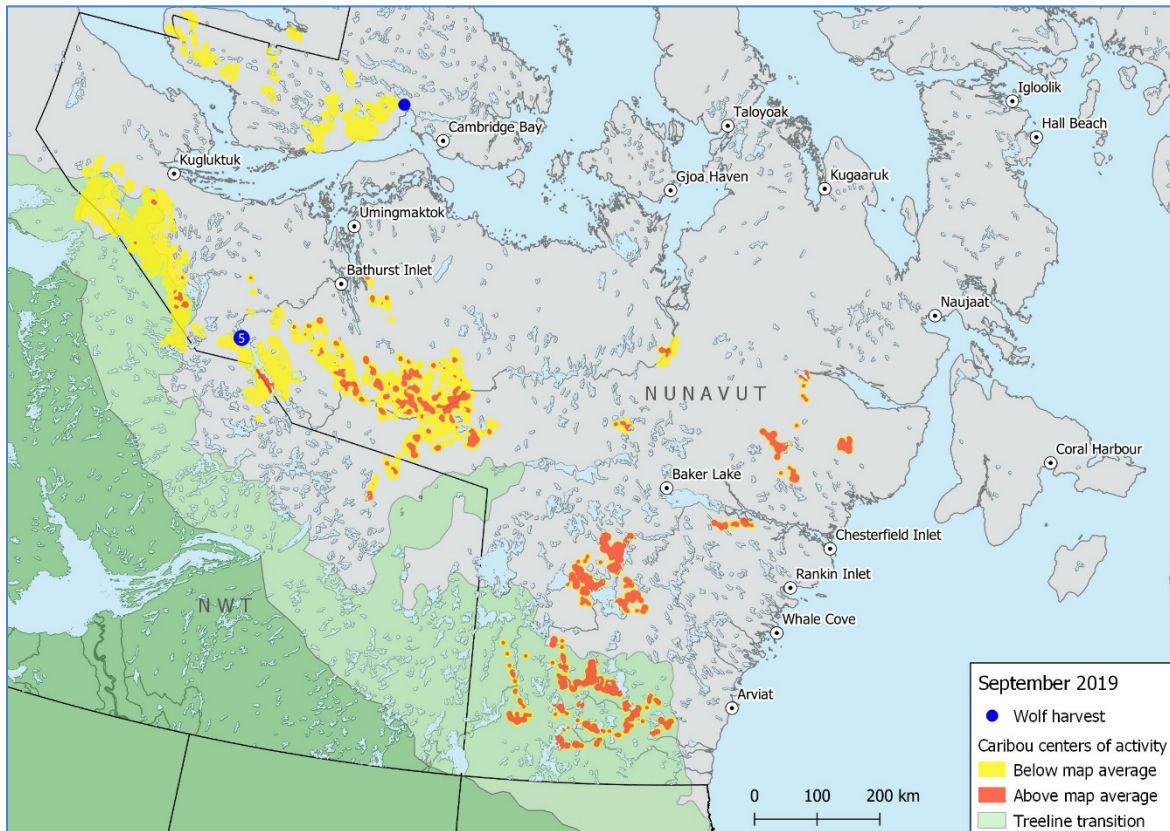 Igloolik
Hall Beach
Taloyoak
Cambridge Bay
Kugluktuk
Gjoa Haven
Kugaaruk
Umingmaktok
Bathurst Inlet
Naujaat
5
NUNAVUT
Coral Harbour
Baker Lake
Chesterfield Inlet
Rankin Inlet
NWT
Whale Cove
Arviat
September 2019
Wolf harvest
Caribou centers of activity
Below map average
Above map average
Treeline transition
0 100 200 km